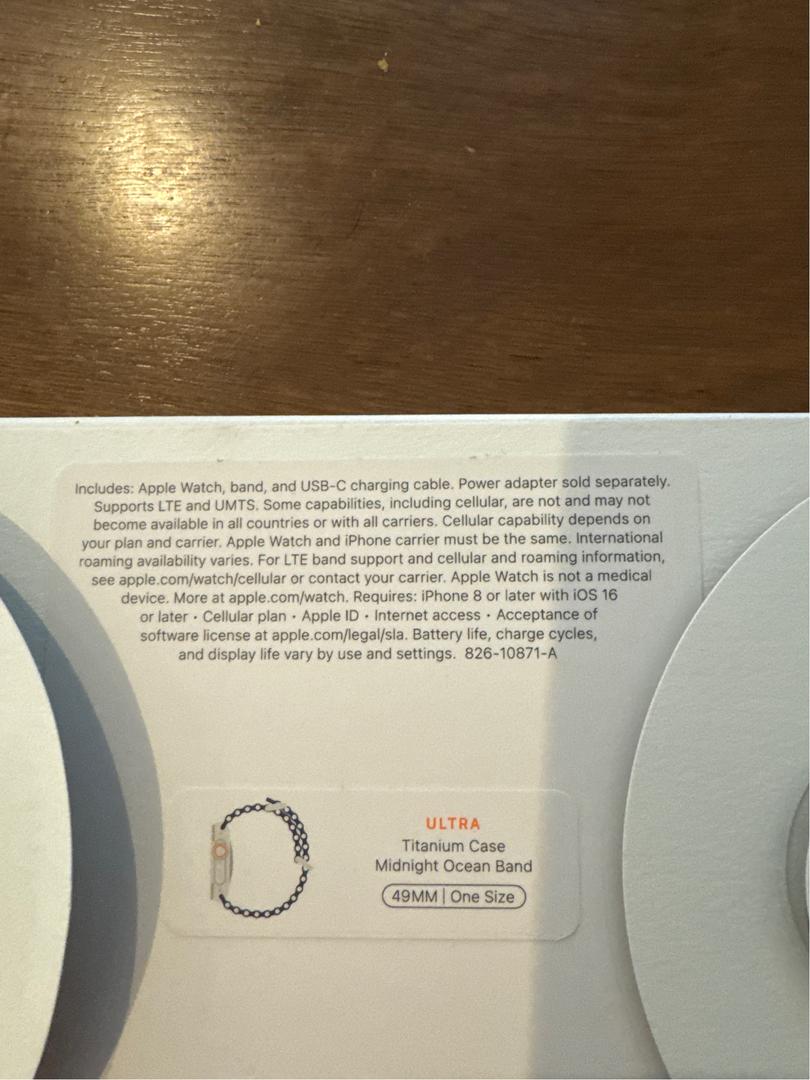 Includes: Apple Watch, band, and USB-C charging cable. Power adapter sold separately.
Supports LTE and UMTS. Some capabilities, including cellular, are not and may not
become available in all countries or with all carriers. Cellular capability depends on
your plan and carrier. Apple Watch and iPhone carrier must be the same. International
roaming availability varies. For LTE band support and cellular and roaming information,
see apple.com/watch/cellular or contact your carrier. Apple Watch is not a medical
device. More at apple.com/watch. Requires: iPhone 8 or later with iOS 16
or later · Cellular plan · Apple ID · Internet access · Acceptance of
software license at apple.com/legal/sla. Battery life, charge cycles,
and display life vary by use and settings. 826-10871-A
ULTRA
Titanium Case
Midnight Ocean Band
49MM | One Size